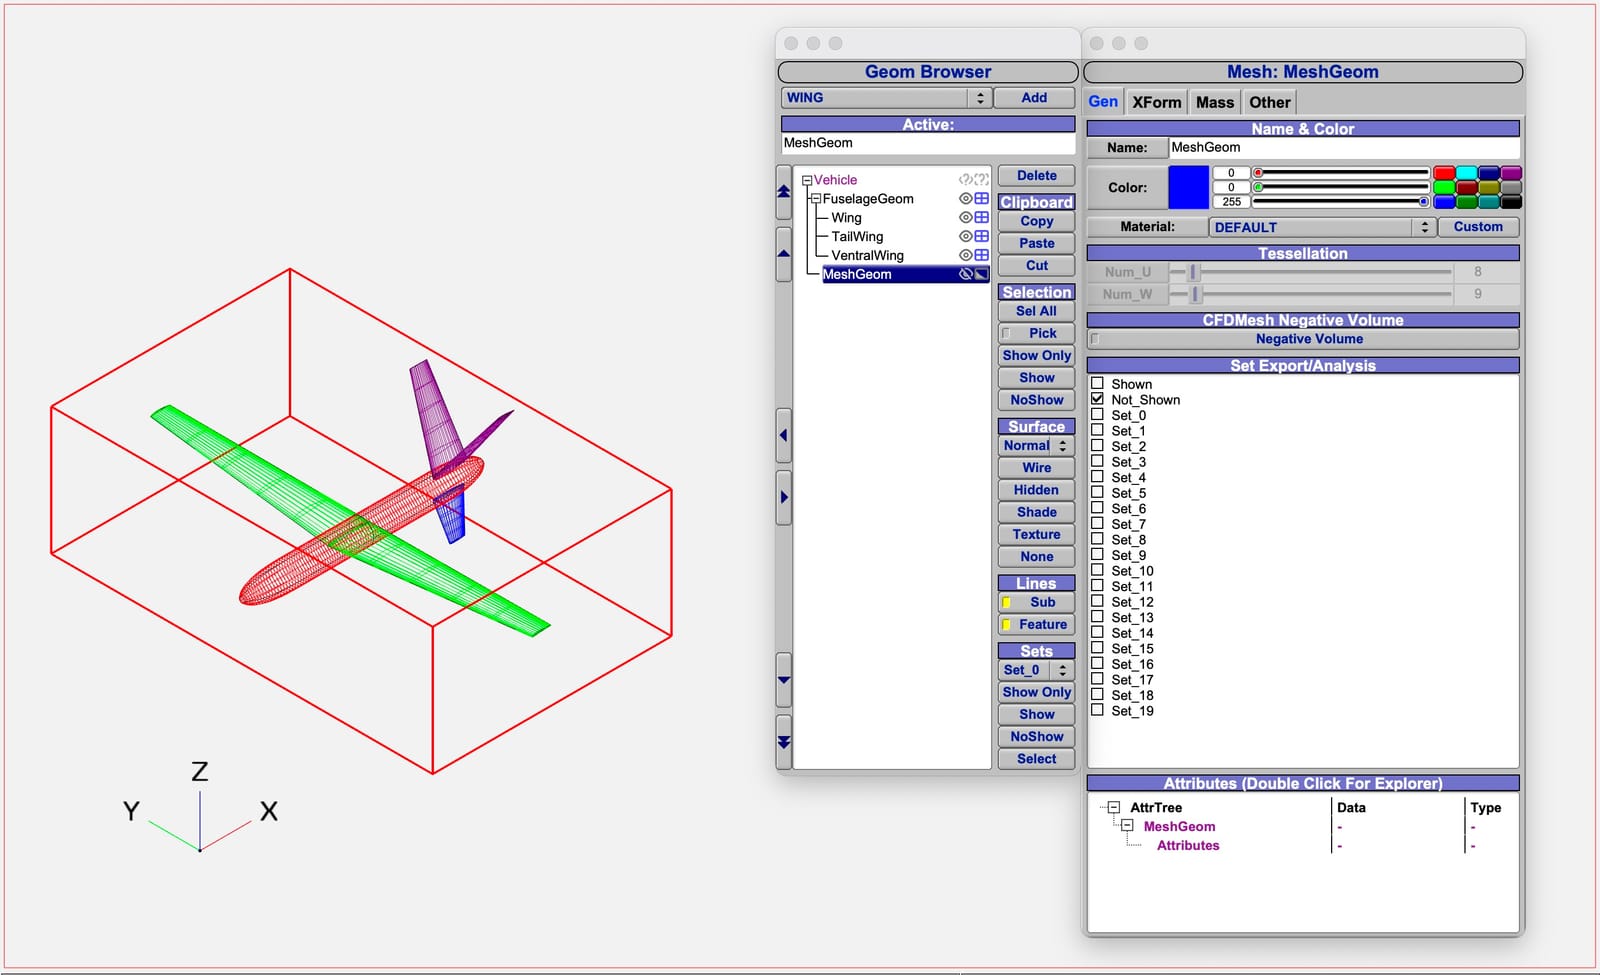 Geom Browser
WING
Add
Active:
MeshGeom
Vehicle
FuselageGeom
Wing
TailWing
VentralWing
MeshGeom
Delete
Clipboard
Copy
Paste
Cut
Selection
Sel All
Pick
Show Only
Show
NoShow
Surface
Normal
Wire
Hidden
Shade
Texture
None
Lines
Sub
Feature
Sets
Set_0
Show Only
Show
NoShow
Select
Mesh: MeshGeom
Gen XForm Mass Other
Name & Color
Name: MeshGeom
Color:
0
0
255
Material: DEFAULT Custom
Tessellation
Num_U 8
Num_W 9
CFDMesh Negative Volume
Negative Volume
Set Export/Analysis
Shown
Not_Shown
Set_0
Set_1
Set_2
Set_3
Set_4
Set_5
Set_6
Set_7
Set_8
Set_9
Set_10
Set_11
Set_12
Set_13
Set_14
Set_15
Set_16
Set_17
Set_18
Set_19
Attributes (Double Click For Explorer)
AttrTree Data Type
MeshGeom - -
Attributes - -
Z
Y X